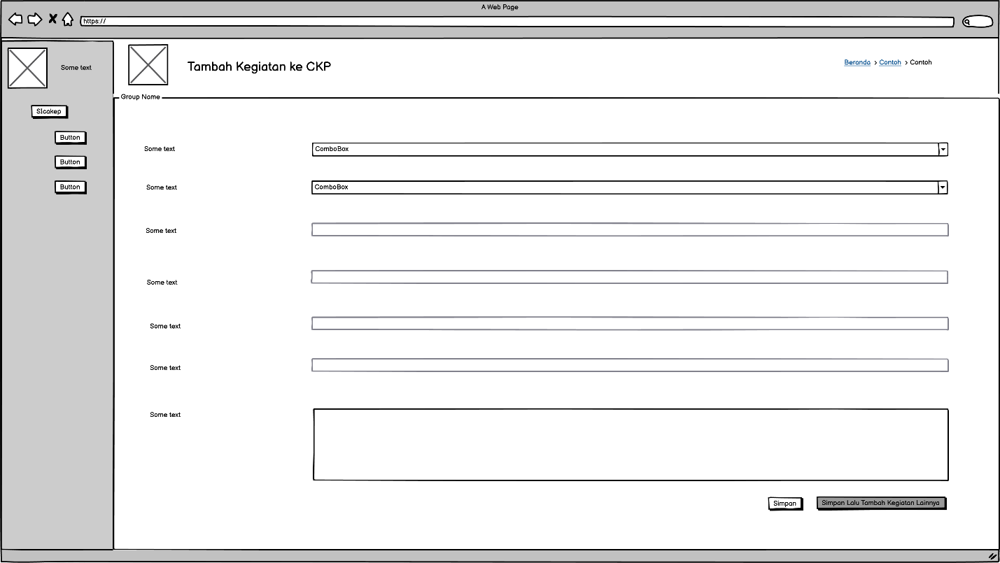 A Web Page
https://
Some text
Tambah Kegiatan ke CKP
Beranda > Contoh > Contoh
Group Name
SIcakep
Button
Button
Button
Some text
ComboBox
Some text
ComboBox
Some text
Some text
Some text
Some text
Some text
Simpan
Simpan Lalu Tambah Kegiatan Lainnya